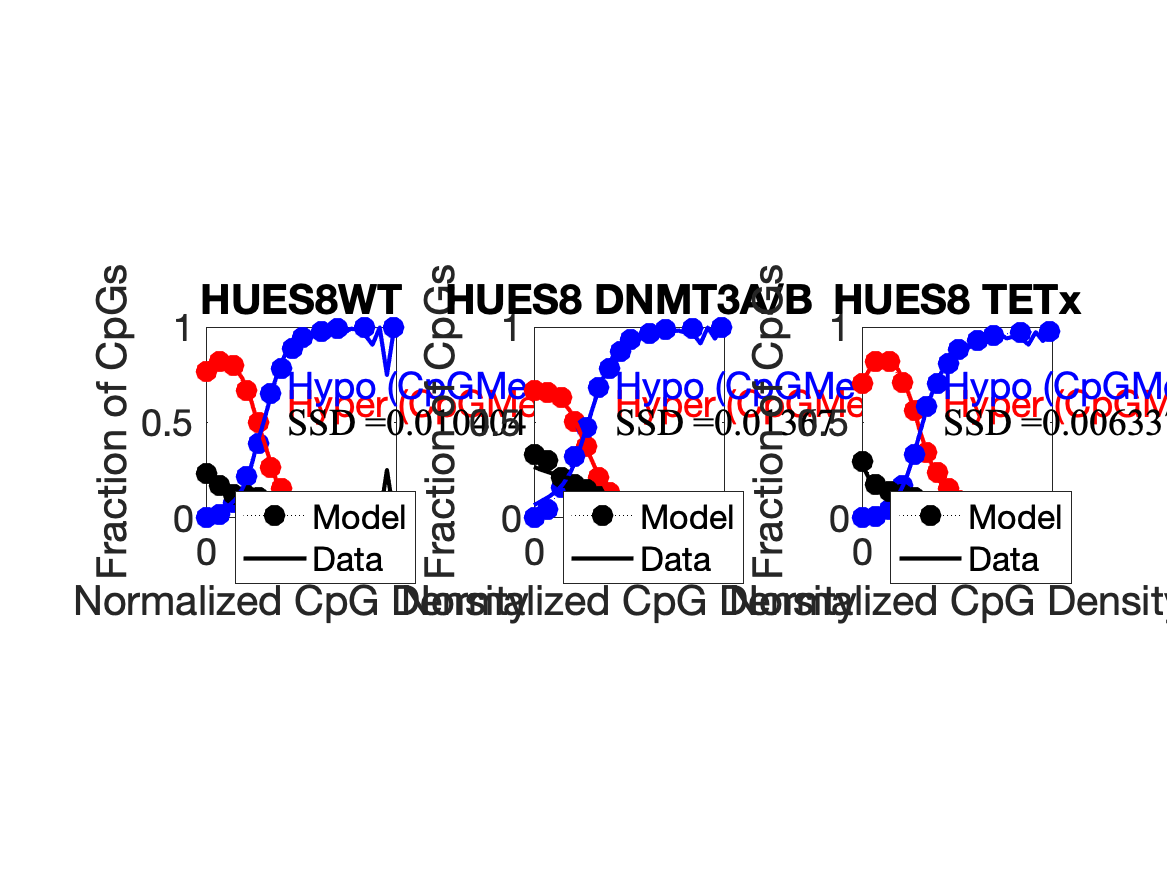 HUES8WT
Fraction of CpGs
1
0.5
0
0
Hypo (CpGMe
Hyper (CpGMe
SSD =0.010404
Model
Data
Normalized CpG Density
HUES8 DNMT3A/B
Fraction of CpGs
1
0.5
0
0
Hypo (CpGMe
Hyper (CpGMe
SSD =0.01367
Model
Data
Normalized CpG Density
HUES8 TETx
Fraction of CpGs
1
0.5
0
0
Hypo (CpGMe
Hyper (CpGMe
SSD =0.00633
Model
Data
Normalized CpG Density